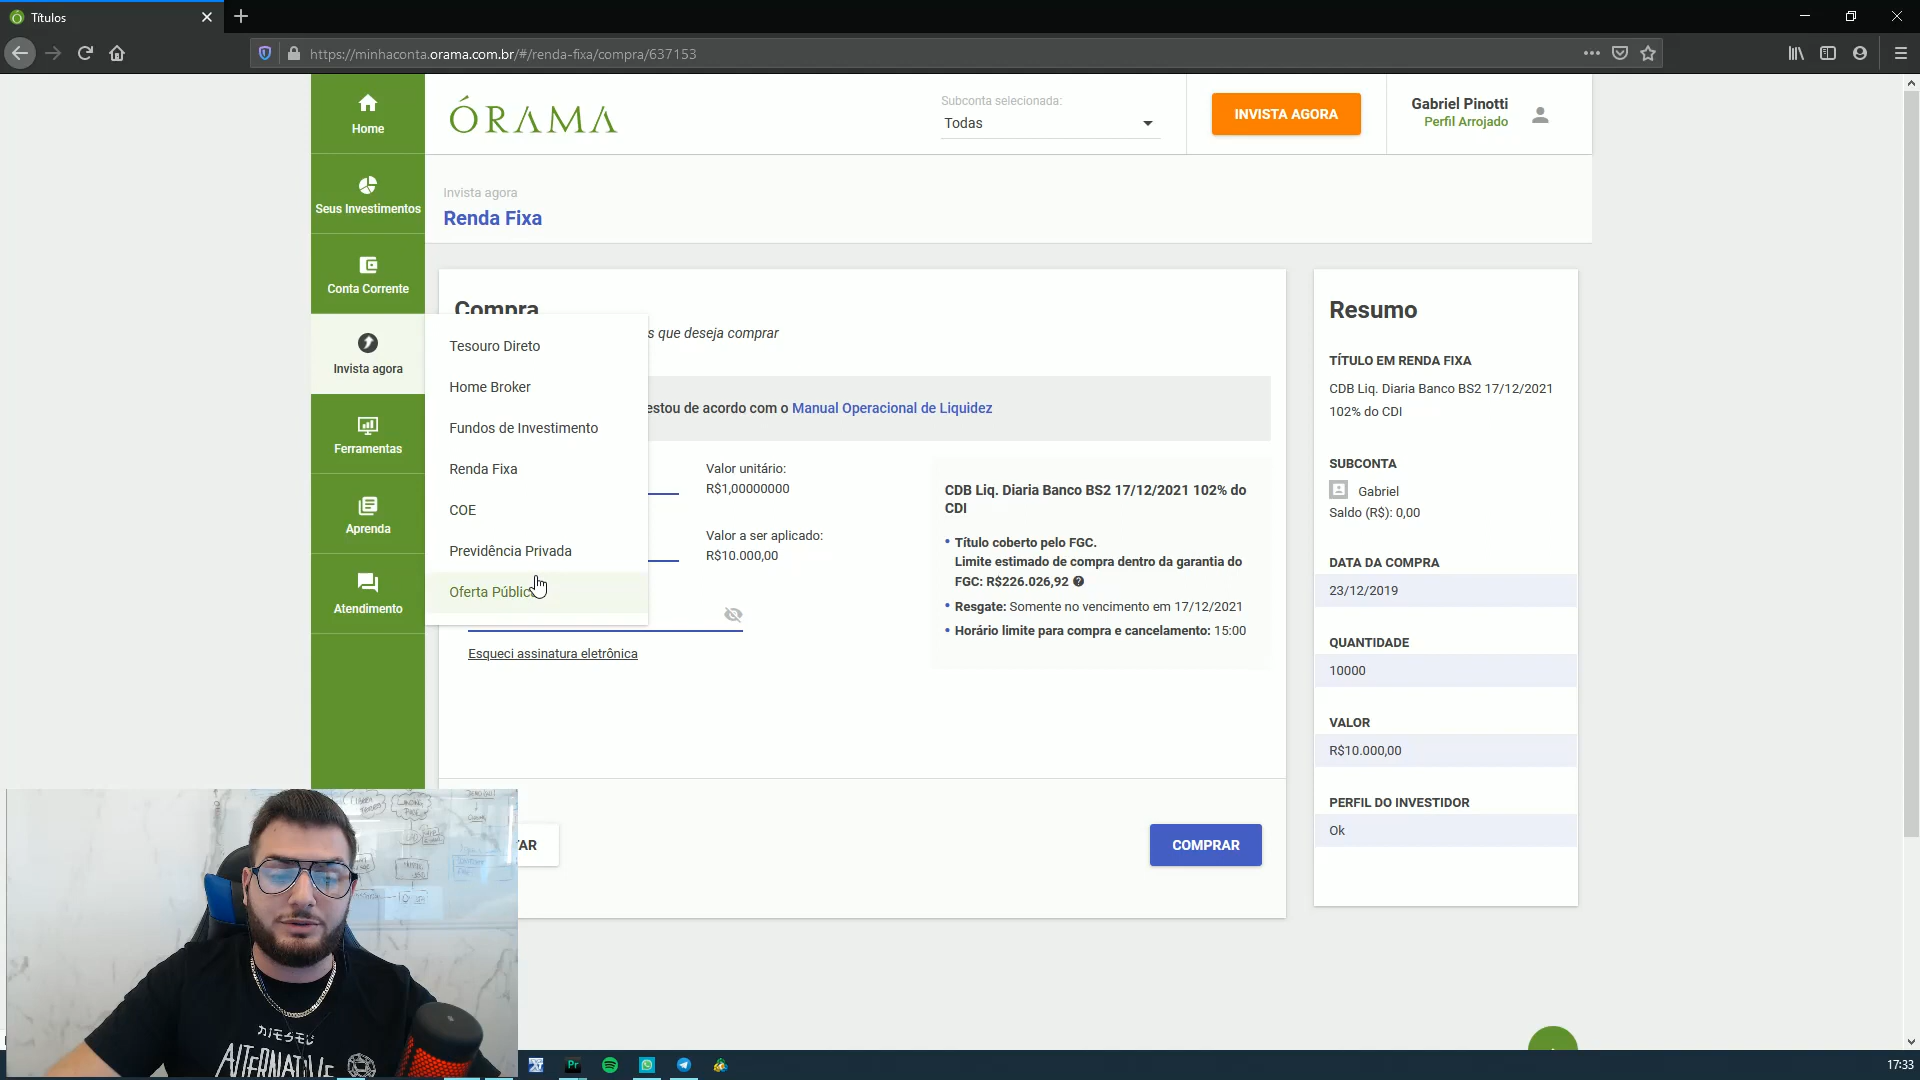 Títulos
https://minhaconta.orama.com.br/#/renda-fixa/compra/637153
Home
ÓRAMA
Subconta selecionada:
Todas
INVISTA AGORA
Gabriel Pinotti
Perfil Arrojado
Seus Investimentos
Invista agora
Renda Fixa
Conta Corrente
Invista agora
Ferramentas
Aprenda
Atendimento
Compra
s que deseja comprar
Tesouro Direto
Home Broker
Fundos de Investimento
Renda Fixa
COE
Previdência Privada
Oferta Públic
estou de acordo com o Manual Operacional de Liquidez
Valor unitário:
R$1,00000000
Valor a ser aplicado:
R$10.000,00
Esqueci assinatura eletrônica
CDB Liq. Diaria Banco BS2 17/12/2021 102% do
CDI
• Título coberto pelo FGC.
Limite estimado de compra dentro da garantia do
FGC: R$226.026,92
• Resgate: Somente no vencimento em 17/12/2021
• Horário limite para compra e cancelamento: 15:00
TAR
COMPRAR
Resumo
TÍTULO EM RENDA FIXA
CDB Liq. Diaria Banco BS2 17/12/2021
102% do CDI
SUBCONTA
Gabriel
Saldo (R$): 0,00
DATA DA COMPRA
23/12/2019
QUANTIDADE
10000
VALOR
R$10.000,00
PERFIL DO INVESTIDOR
Ok
Pr
17:33